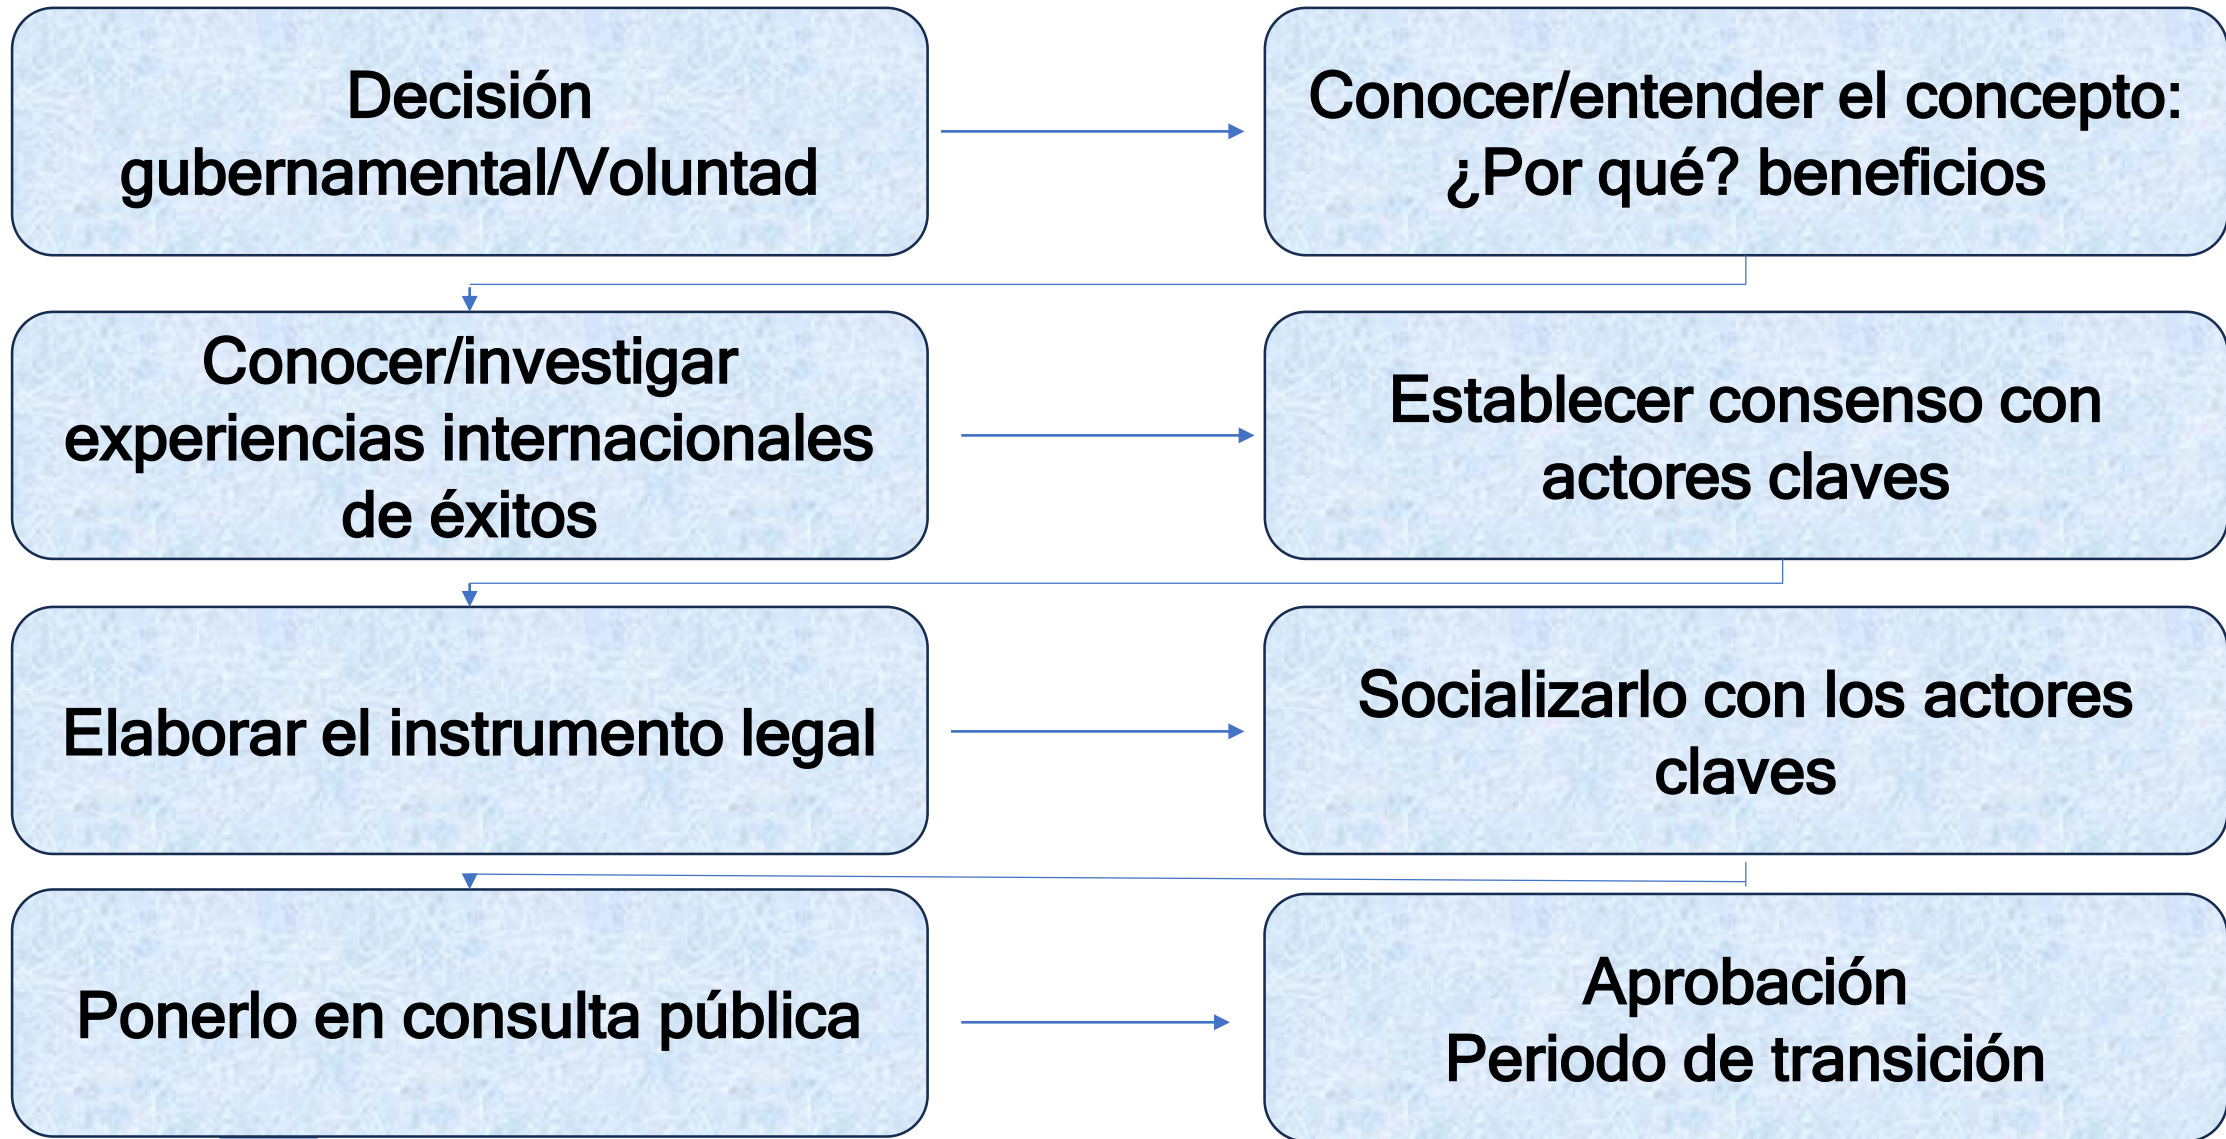 Decisión
gubernamental/Voluntad
Conocer/entender el concepto:
¿Por qué? beneficios
Conocer/investigar
experiencias internacionales
de éxitos
Establecer consenso con
actores claves
Elaborar el instrumento legal
Socializarlo con los actores
claves
Ponerlo en consulta pública
Aprobación
Periodo de transición